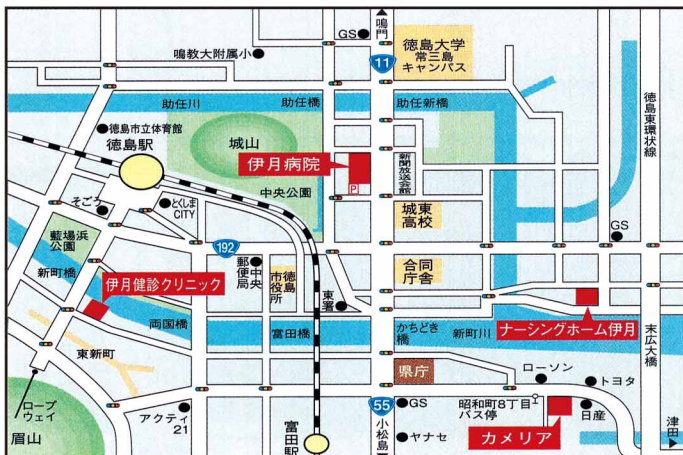 鳴門
GS
鳴教大附属小
11
徳島大学
常三島
キャンパス
助任川
助任橋
助任新橋
徳島東環状線
徳島市立体育館
徳島駅
城山
伊月病院
P
新聞放送会館
中央公園
そごう
とくしま
CITY
城東
高校
藍場浜
公園
192
GS
新町橋
伊月健診クリニック
中央
郵便局
徳島
市役所
合同
庁舎
東署
両国橋
富田橋
かちどき
橋
新町川
ナーシングホーム伊月
末広大橋
東新町
県庁
ローソン
トヨタ
ロープ
ウェイ
アクティ
21
55
GS
昭和町8丁目
バス停
日産
眉山
富田駅
小松島
ヤナセ
カメリア
津田